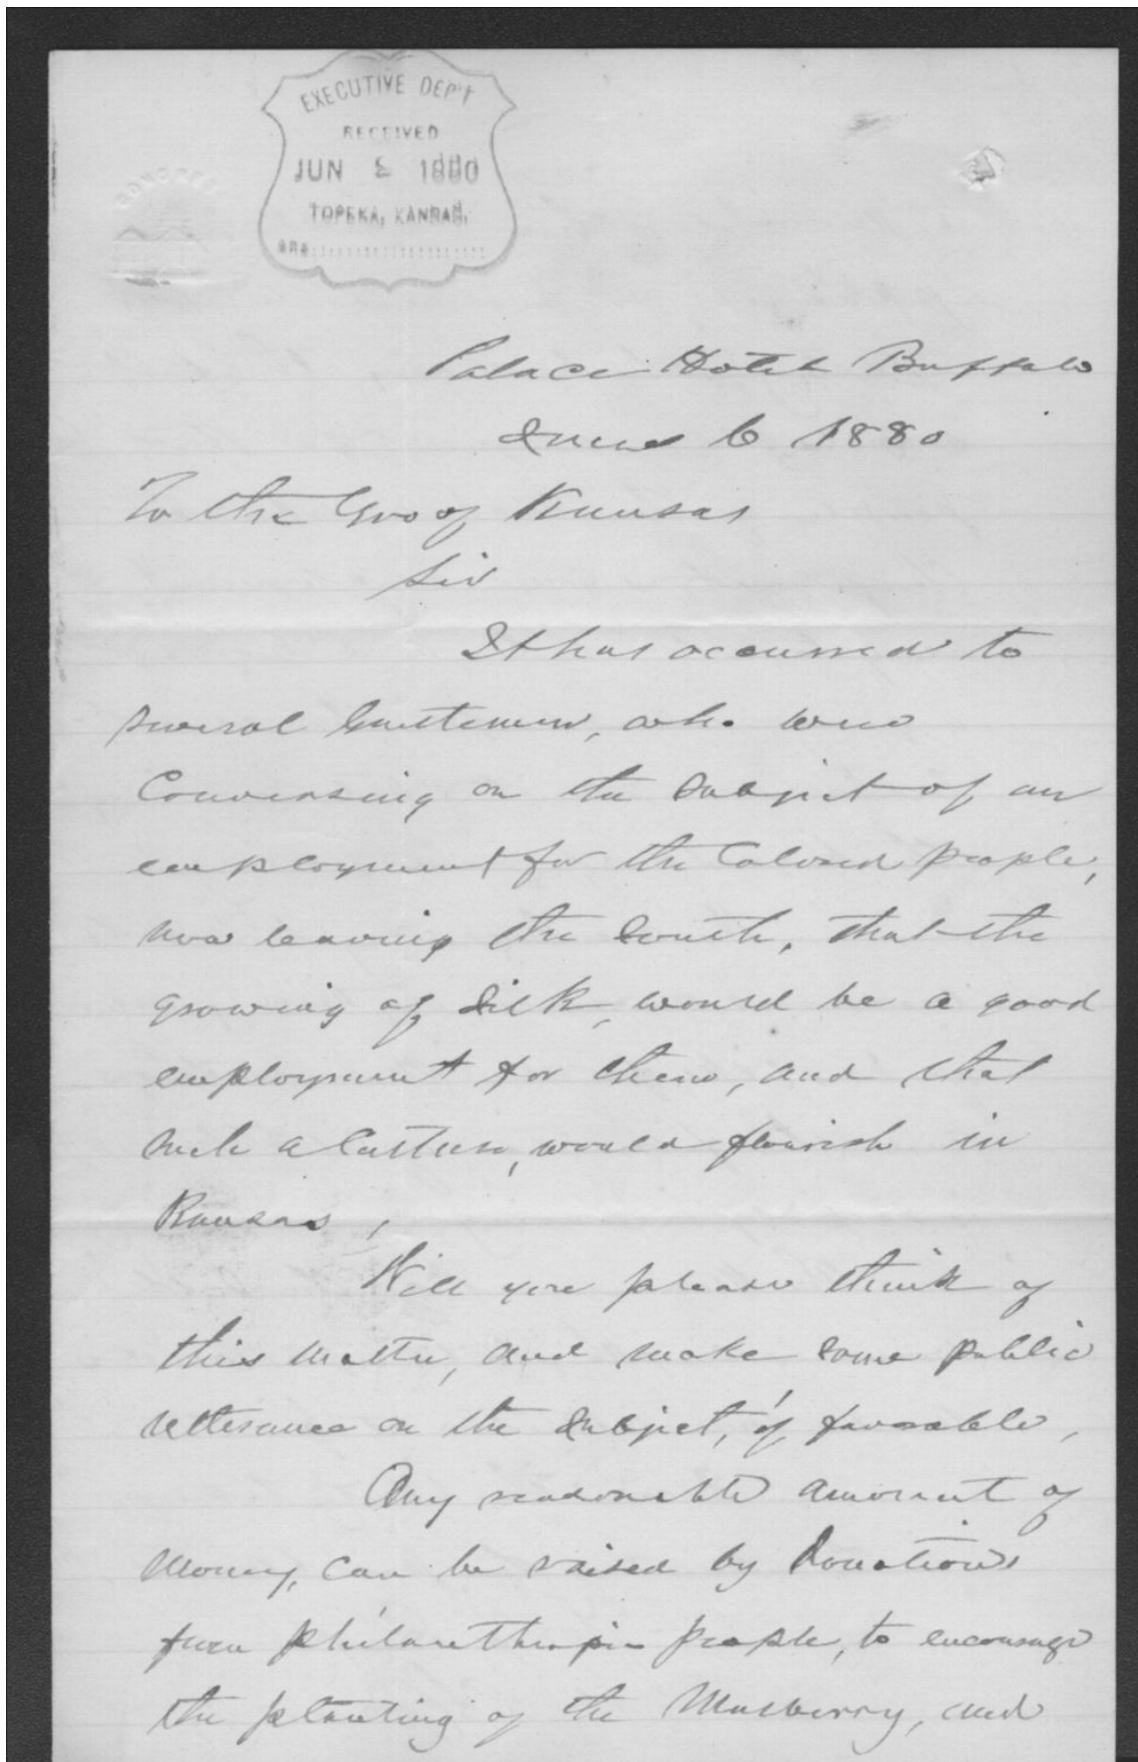 EXECUTIVE DEP'T
RECEIVED
JUN 1880
TOPEKA, KANSAS.
CONGRESS
Palace Hotel Buffalo
June 6 1880
To the Gov of Kansas
Sir
It has occurred to
several Gentemen, who were
Conversing on the Subject of an
employment for the Colored people,
now leaving the South, that the
growing of Silk, would be a good
employment for them, and that
such a Culture, would flourish in
Kansas,
Will you please think of
this matter, and make some public
utterance on the subject, if favorable,
Any reasonable amount of
Money, can be raised by Donations
from philanthropic people, to encourage
the planting of the Mulberry, and